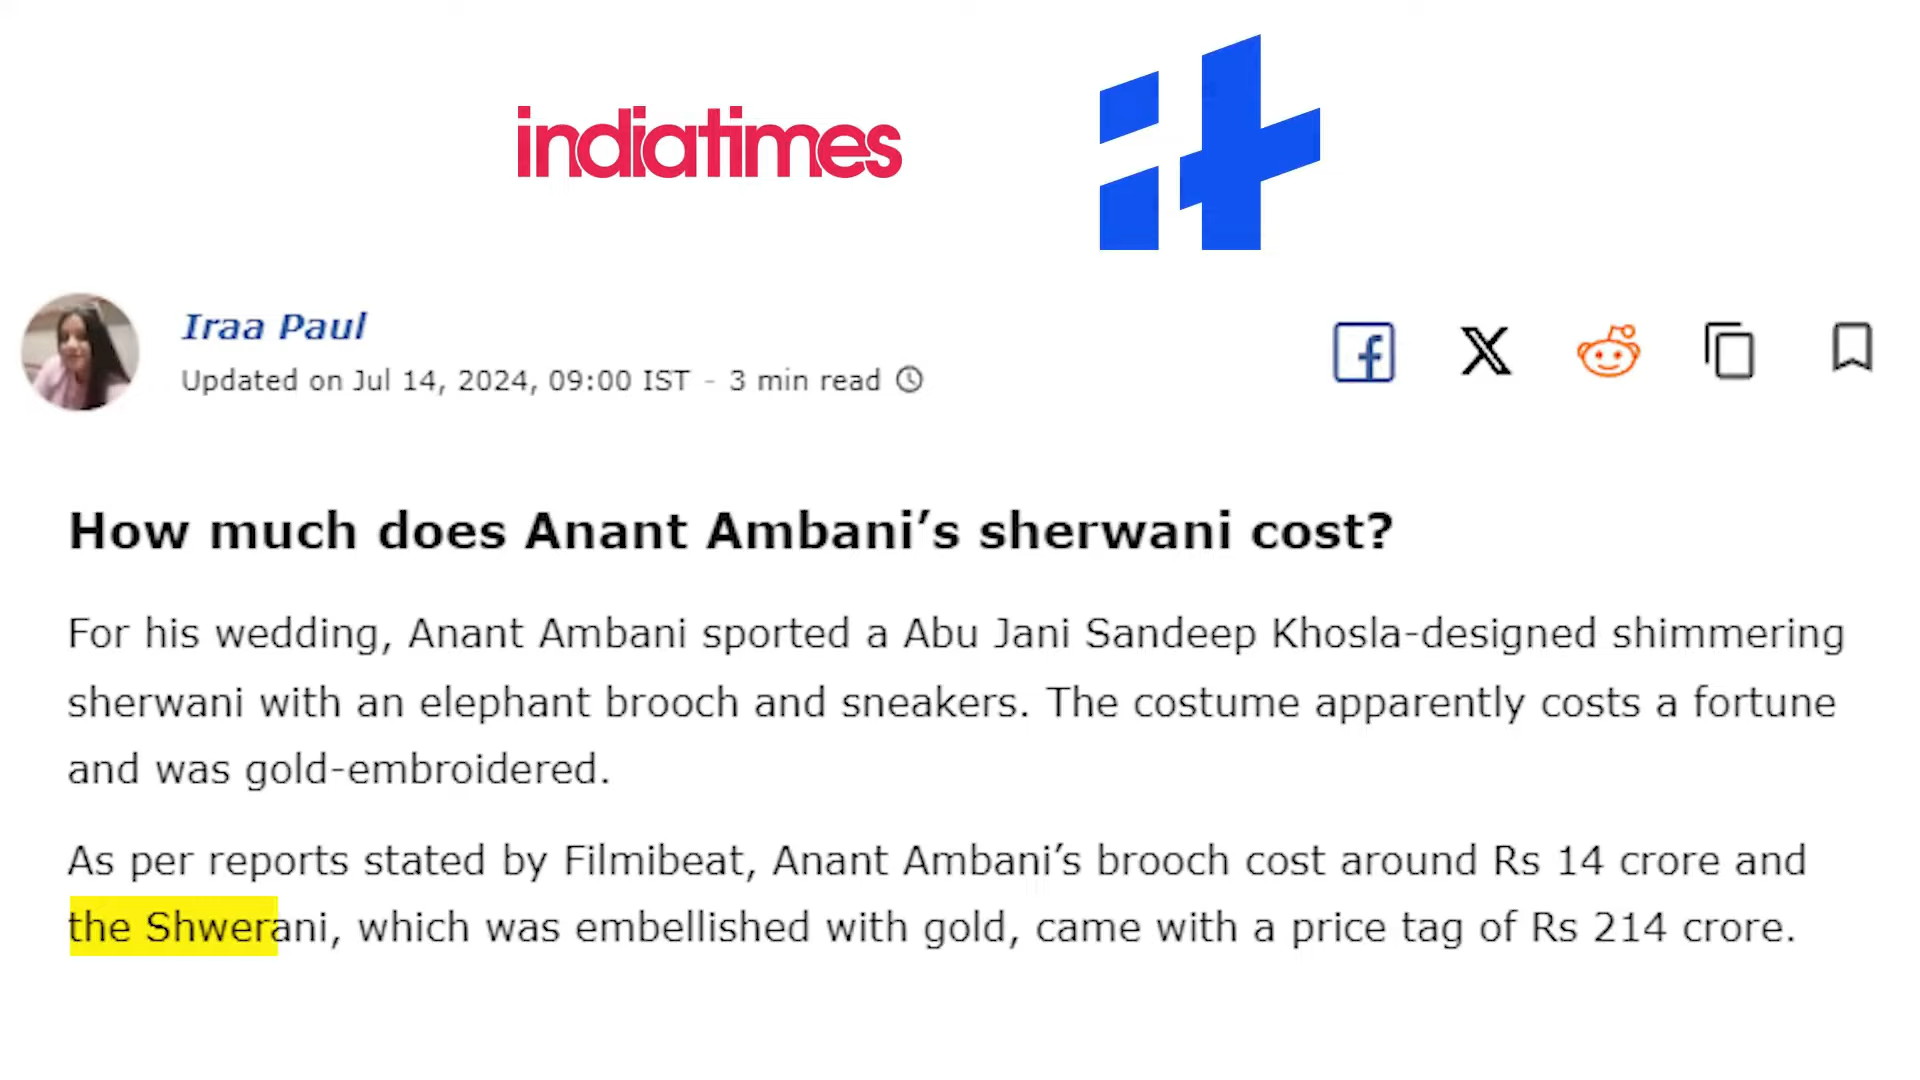 indiatimes
it
Iraa Paul
Updated on Jul 14, 2024, 09:00 IST - 3 min read
How much does Anant Ambani’s sherwani cost?
For his wedding, Anant Ambani sported a Abu Jani Sandeep Khosla-designed shimmering
sherwani with an elephant brooch and sneakers. The costume apparently costs a fortune
and was gold-embroidered.
As per reports stated by Filmibeat, Anant Ambani’s brooch cost around Rs 14 crore and
the Shwerani, which was embellished with gold, came with a price tag of Rs 214 crore.